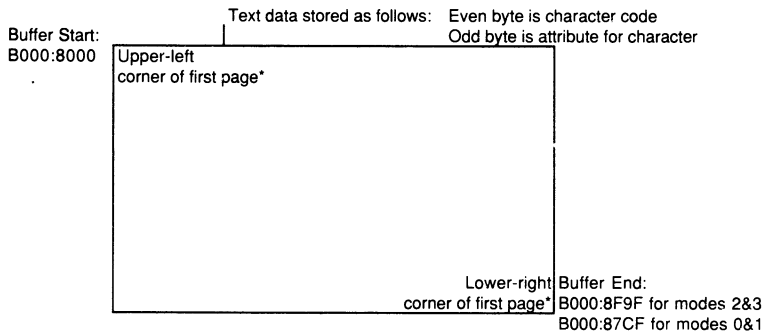 Text data stored as follows: Even byte is character code
Odd byte is attribute for character
Buffer Start:
B000:8000
Upper-left
corner of first page*
Lower-right
corner of first page*
Buffer End:
B000:8F9F for modes 2&3
B000:87CF for modes 0&1